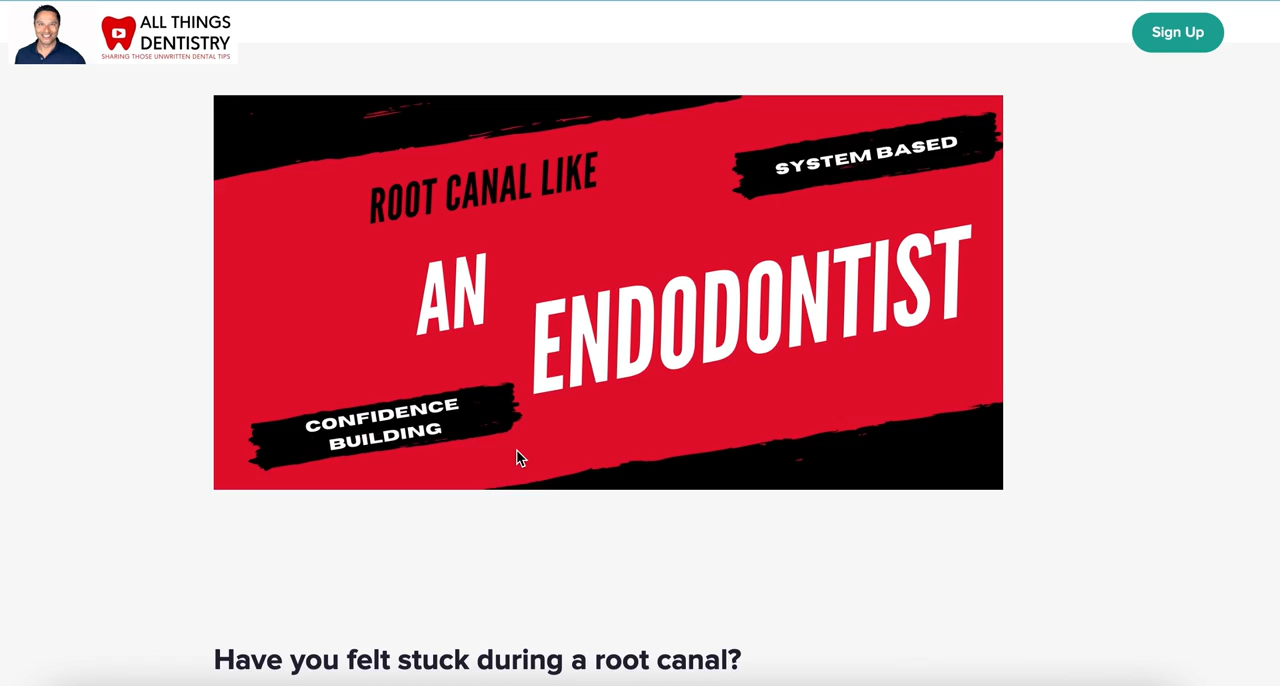 ALL THINGS
DENTISTRY
SHARING THOSE UNWRITTEN DENTAL TIPS
Sign Up
ROOT CANAL LIKE
SYSTEM BASED
AN
ENDODONTIST
CONFIDENCE
BUILDING
Have you felt stuck during a root canal?